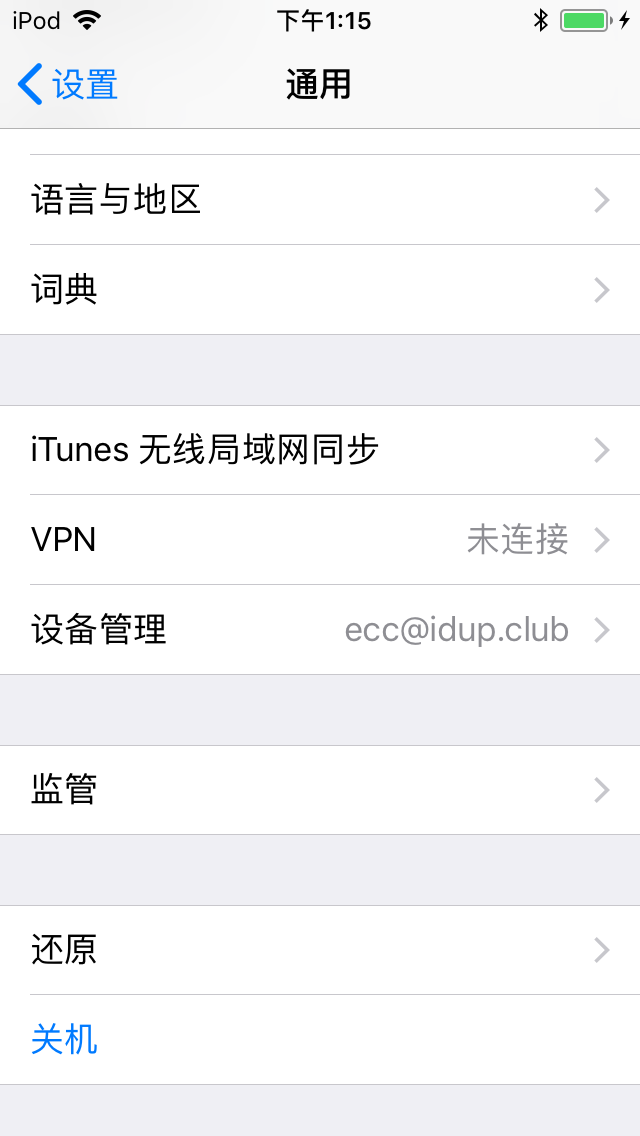 iPod 下午1:15
设置 通用
语言与地区
词典
iTunes 无线局域网同步
VPN 未连接
设备管理 ecc@idup.club
监管
还原
关机